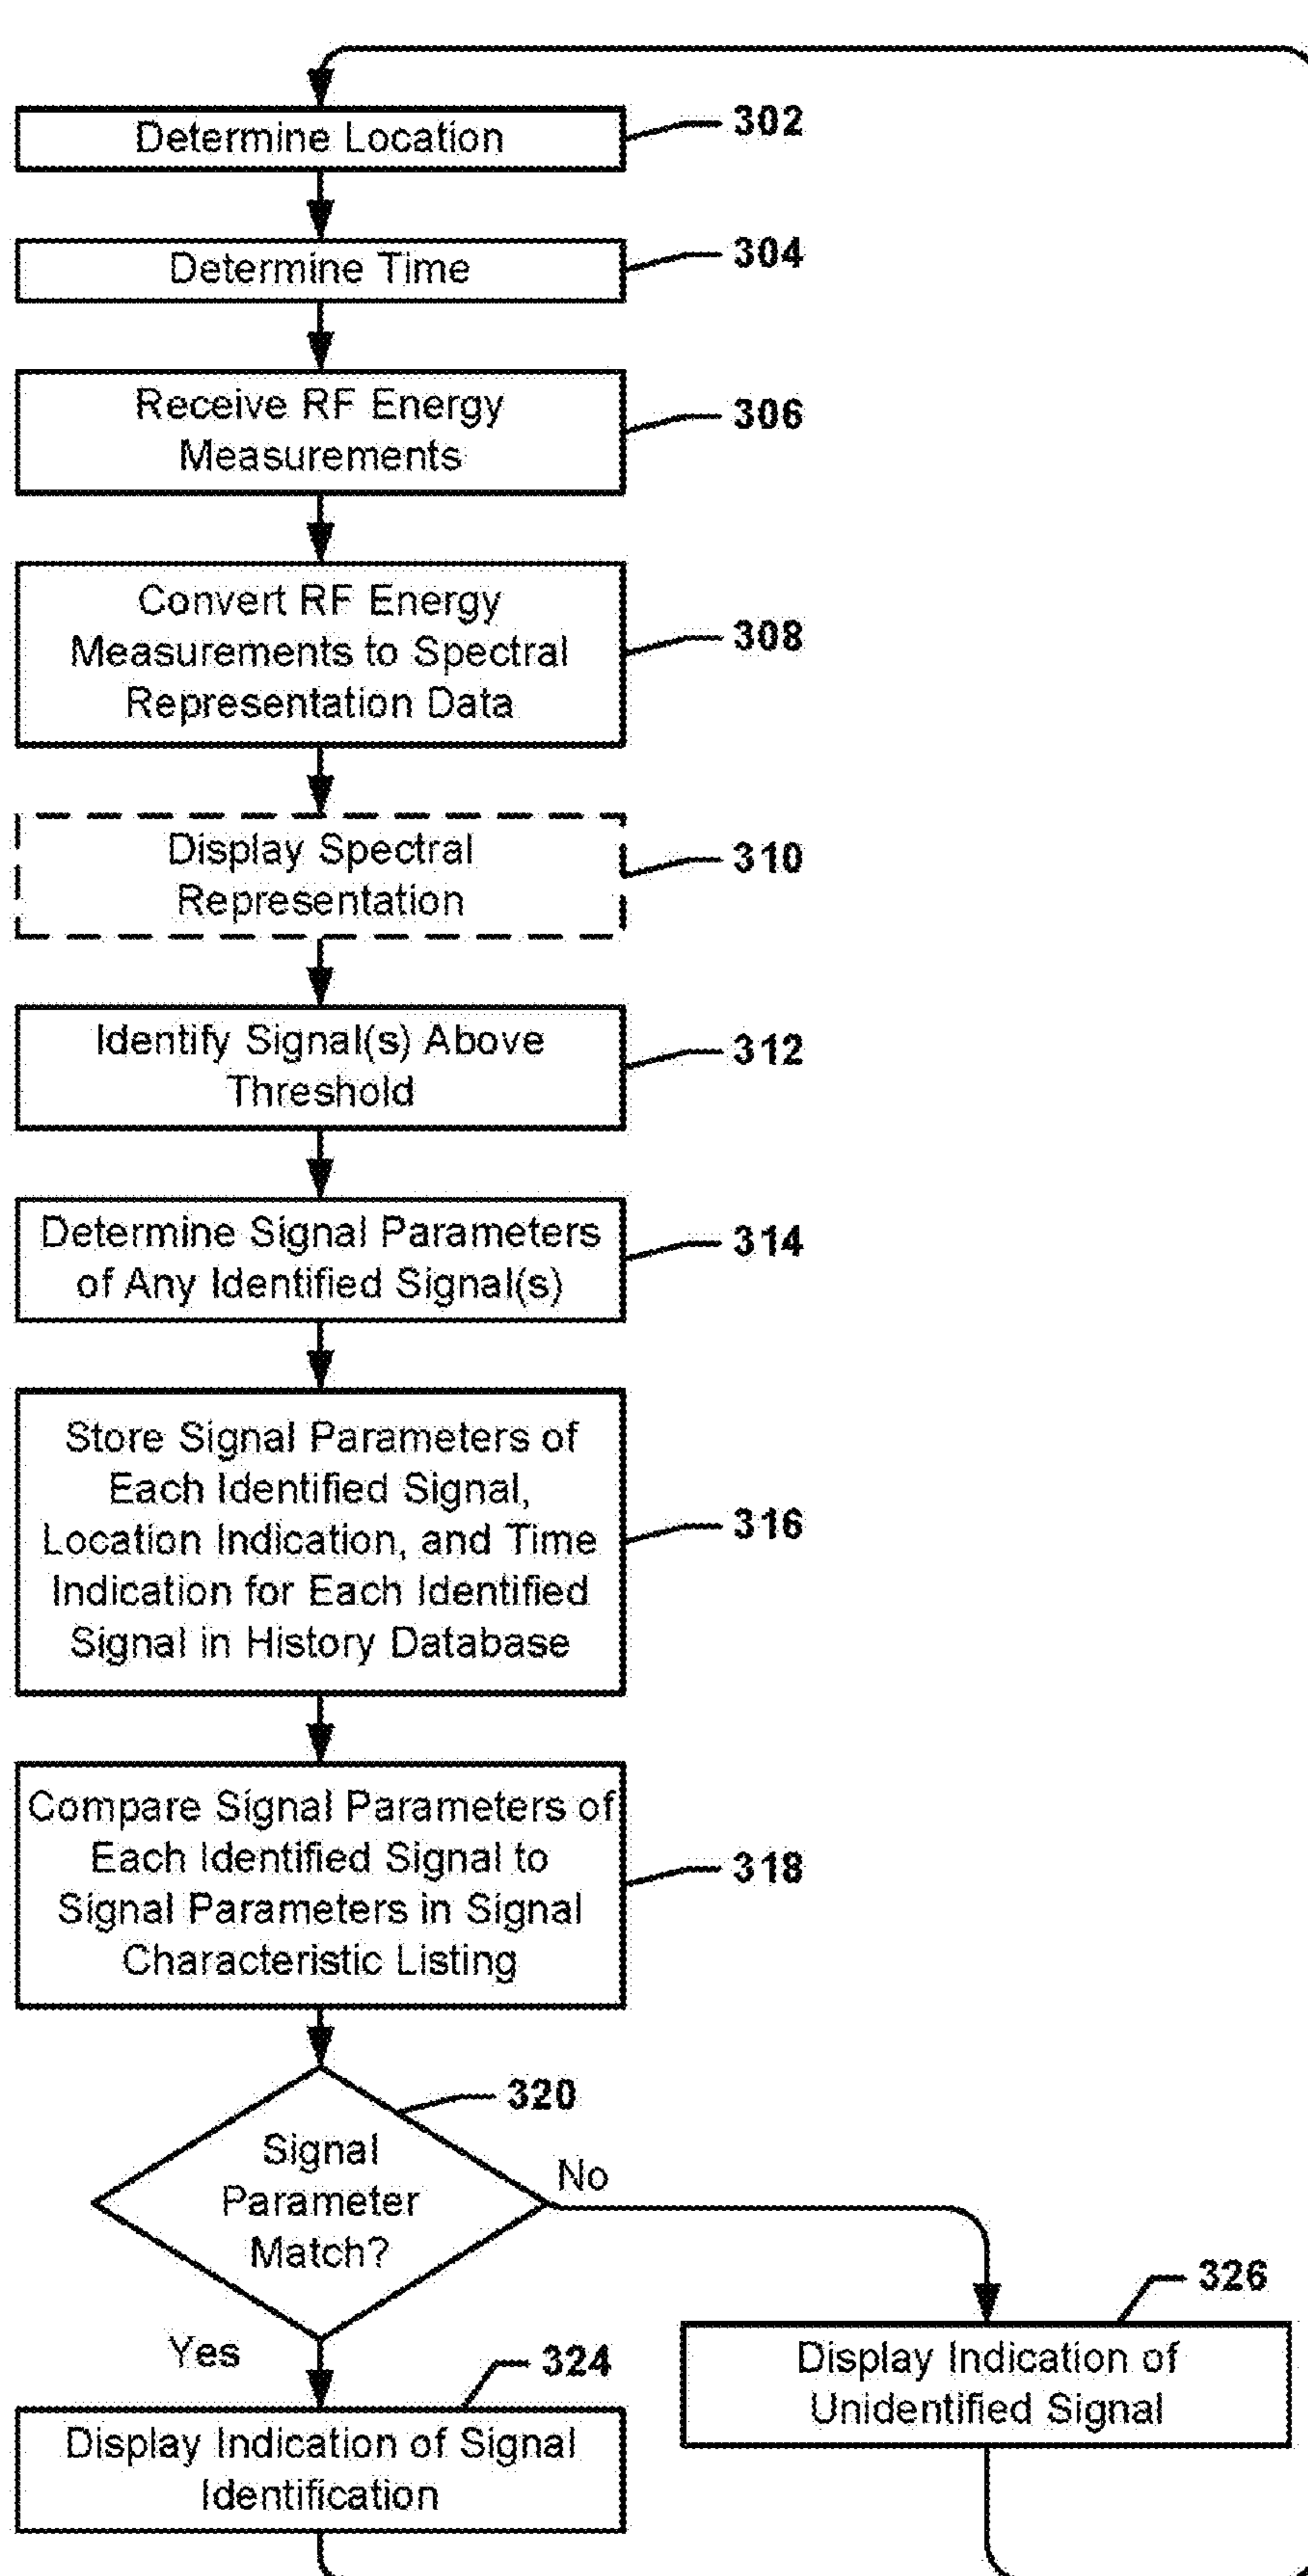 Determine Location
302
Determine Time
304
Receive RF Energy
Measurements
306
Convert RF Energy
Measurements to Spectral
Representation Data
308
Display Spectral
Representation
310
Identify Signal(s) Above
Threshold
312
Determine Signal Parameters
of Any Identified Signal(s)
314
Store Signal Parameters of
Each Identified Signal,
Location Indication, and Time
Indication for Each Identified
Signal in History Database
316
Compare Signal Parameters of
Each Identified Signal to
Signal Parameters in Signal
Characteristic Listing
318
320
Signal
Parameter
Match?
No
Yes
326
Display Indication of
Unidentified Signal
324
Display Indication of Signal
Identification